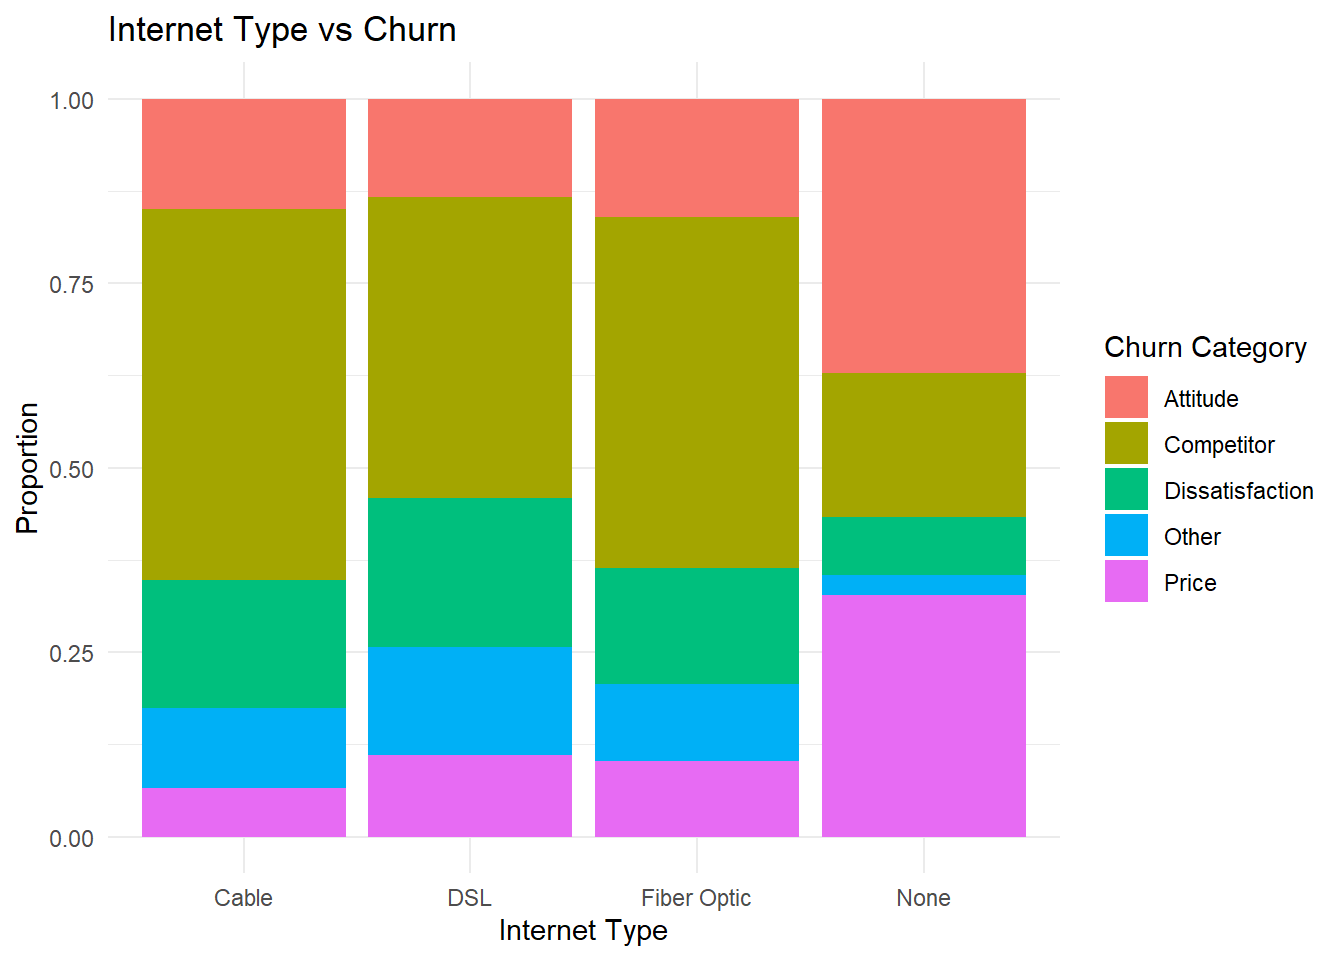 Internet Type vs Churn
1.00
0.75
0.50
0.25
0.00
Proportion
Cable
DSL
Fiber Optic
None
Internet Type
Churn Category
Attitude
Competitor
Dissatisfaction
Other
Price